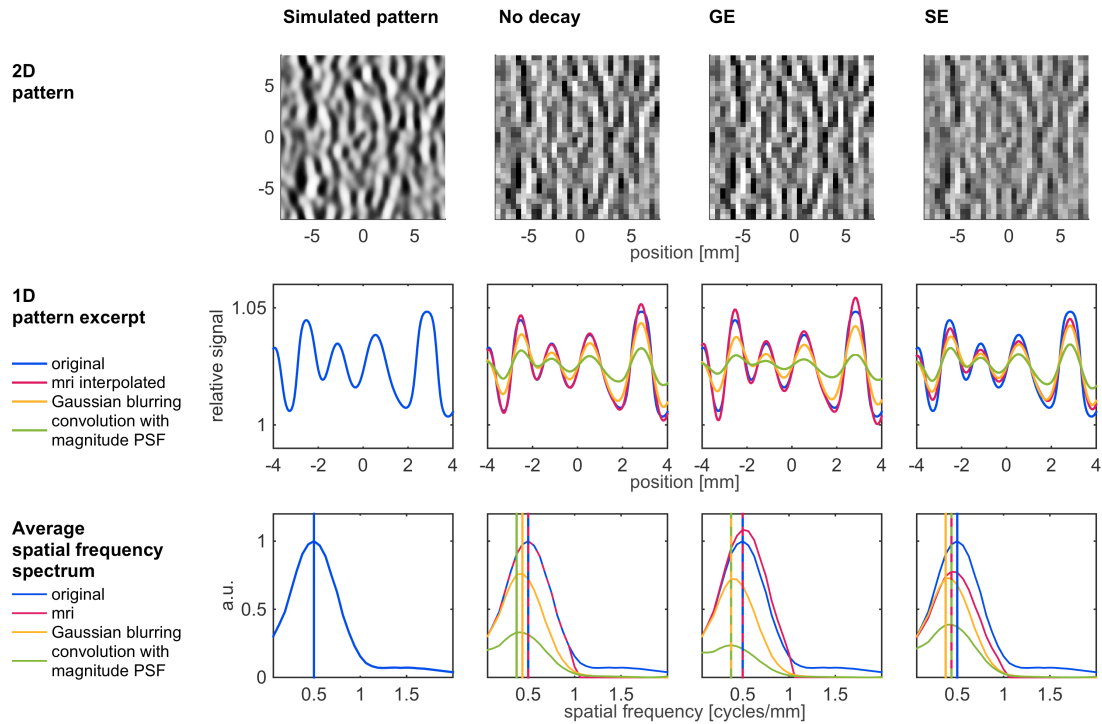 Simulated pattern No decay GE SE
2D
pattern
5
0
-5
-5 0 5 -5 0 5 -5 0 5 -5 0 5
position [mm]
1D
pattern excerpt
original
mri interpolated
Gaussian blurring
convolution with
magnitude PSF
relative signal
1.05
1
-4 -2 0 2 4 -4 -2 0 2 4 -4 -2 0 2 4 -4 -2 0 2 4
position [mm]
Average
spatial frequency
spectrum
original
mri
Gaussian blurring
convolution with
magnitude PSF
a.u.
1
0.5
0
0.5 1 1.5 0.5 1 1.5 0.5 1 1.5 0.5 1 1.5
spatial frequency [cycles/mm]